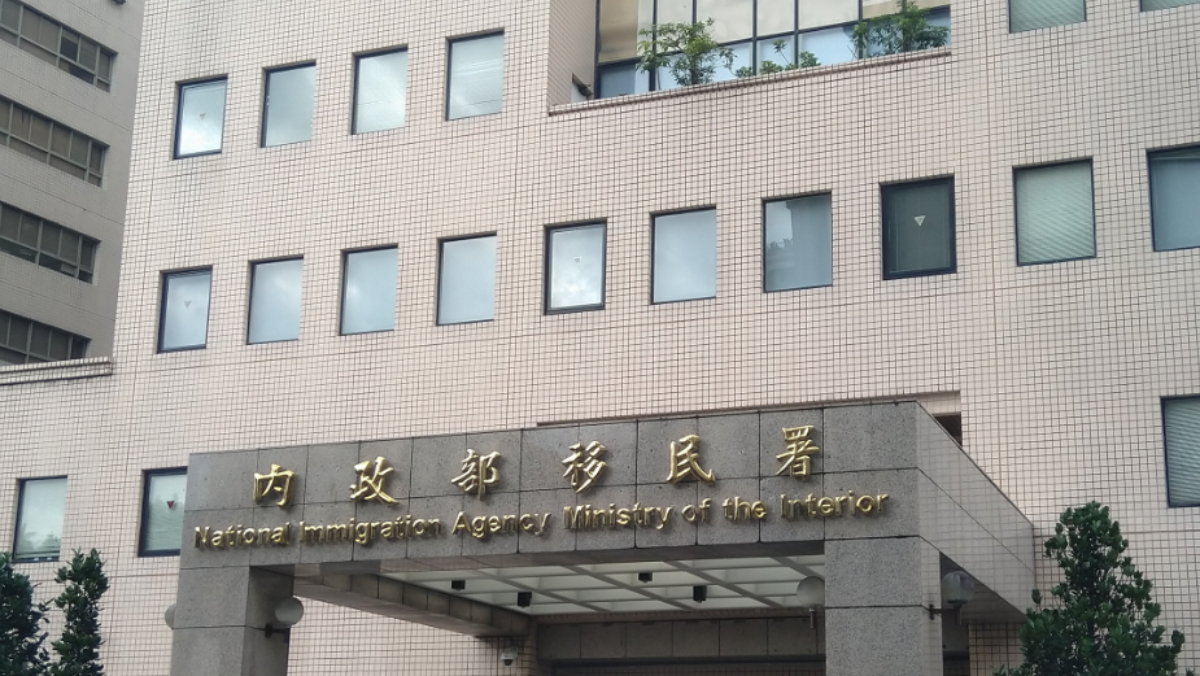 內政部移民署
National Immigration Agency Ministry of the Interior